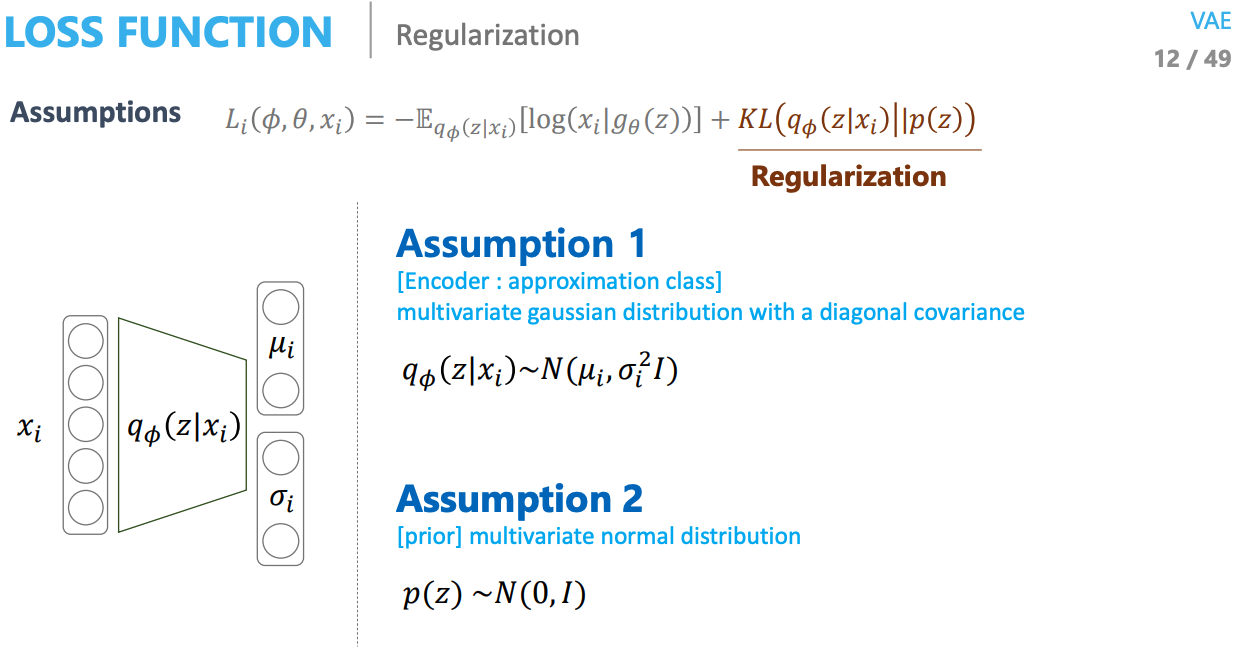 LOSS FUNCTION
Regularization
VAE
12 / 49
Assumptions
L_i(ϕ, θ, x_i) = −𝔼_{q_ϕ(z|x_i)}[log(x_i|g_θ(z))] + KL(q_ϕ(z|x_i)||p(z))
Regularization
Assumption 1
[Encoder : approximation class]
multivariate gaussian distribution with a diagonal covariance
q_ϕ(z|x_i)~N(μ_i, σ_i^2 I)
x_i
q_ϕ(z|x_i)
μ_i
σ_i
Assumption 2
[prior] multivariate normal distribution
p(z) ~N(0, I)